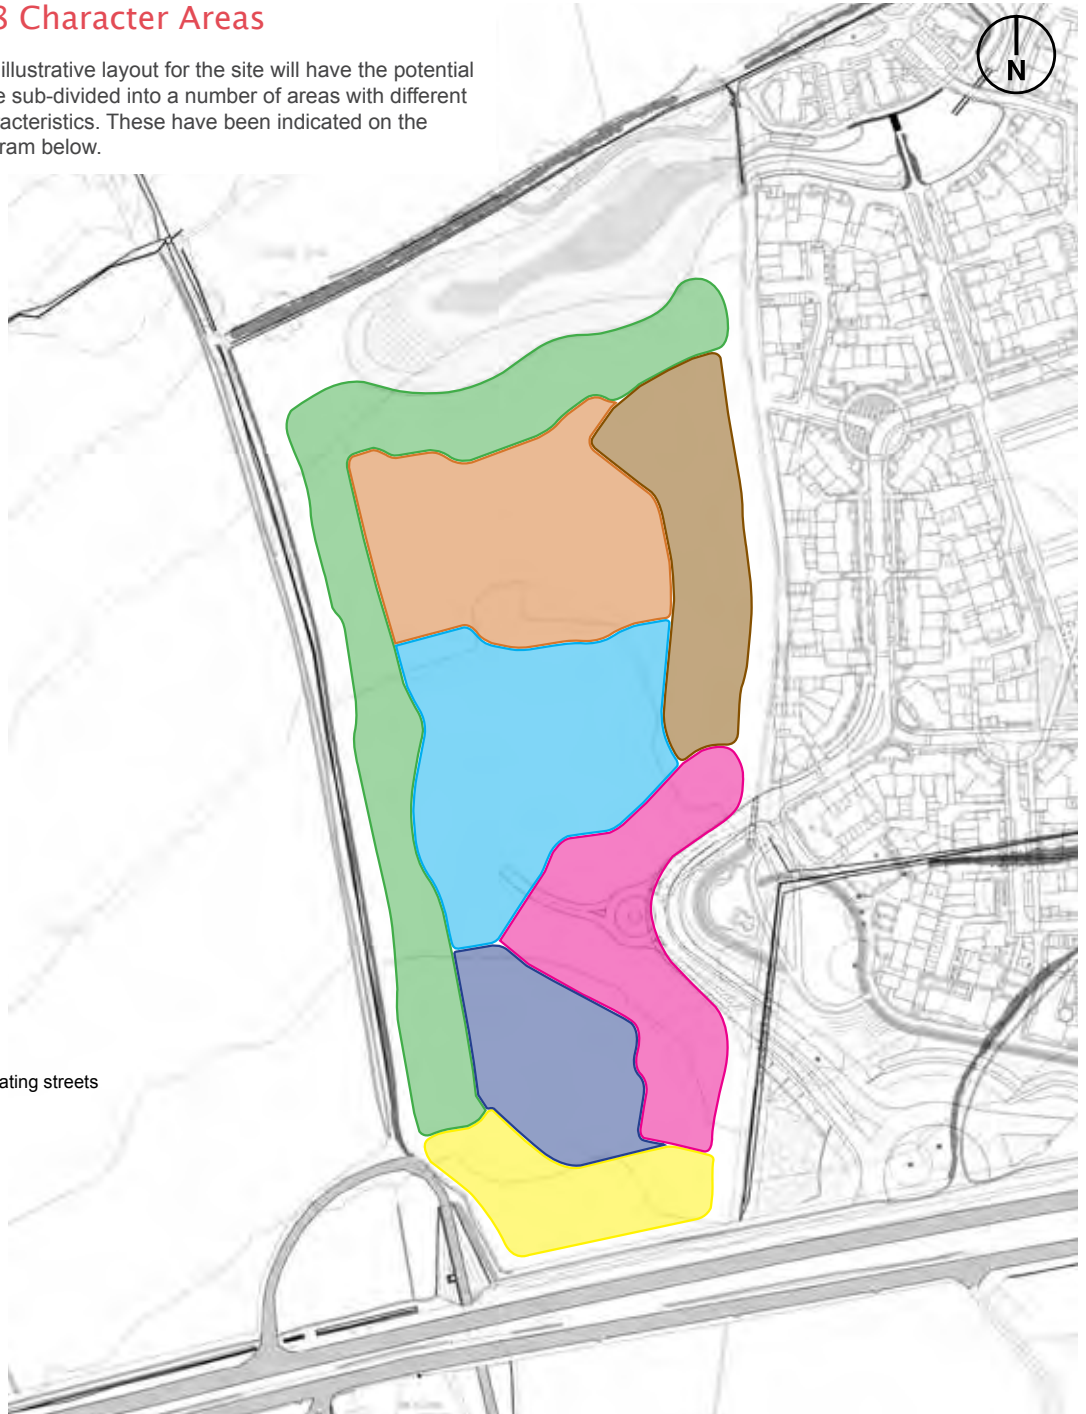 8 Character Areas
illustrative layout for the site will have the potential
e sub-divided into a number of areas with different
acteristics. These have been indicated on the
ram below.
N
ating streets